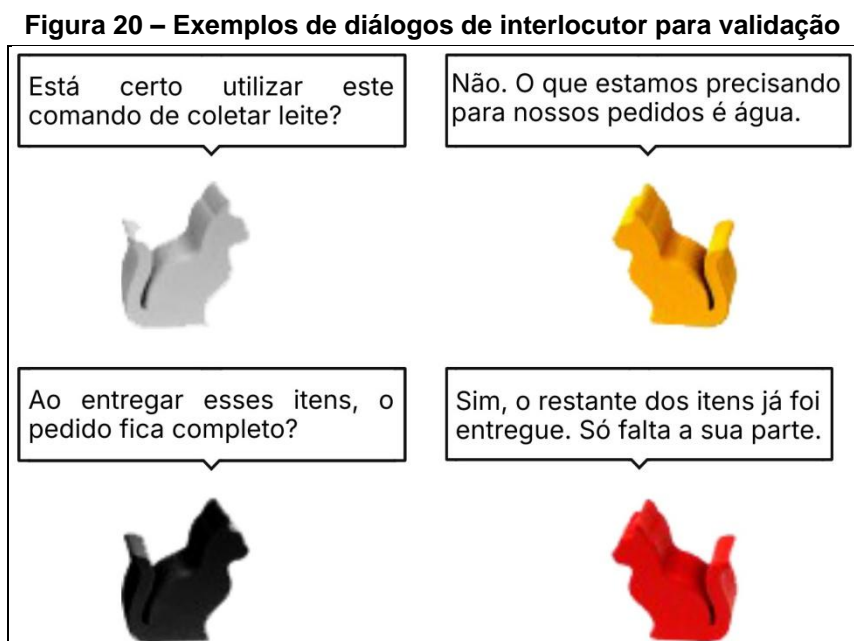 Figura 20 – Exemplos de diálogos de interlocutor para validação
Está certo utilizar este
comando de coletar leite?
Não. O que estamos precisando
para nossos pedidos é água.
Ao entregar esses itens, o
pedido fica completo?
Sim, o restante dos itens já foi
entregue. Só falta a sua parte.